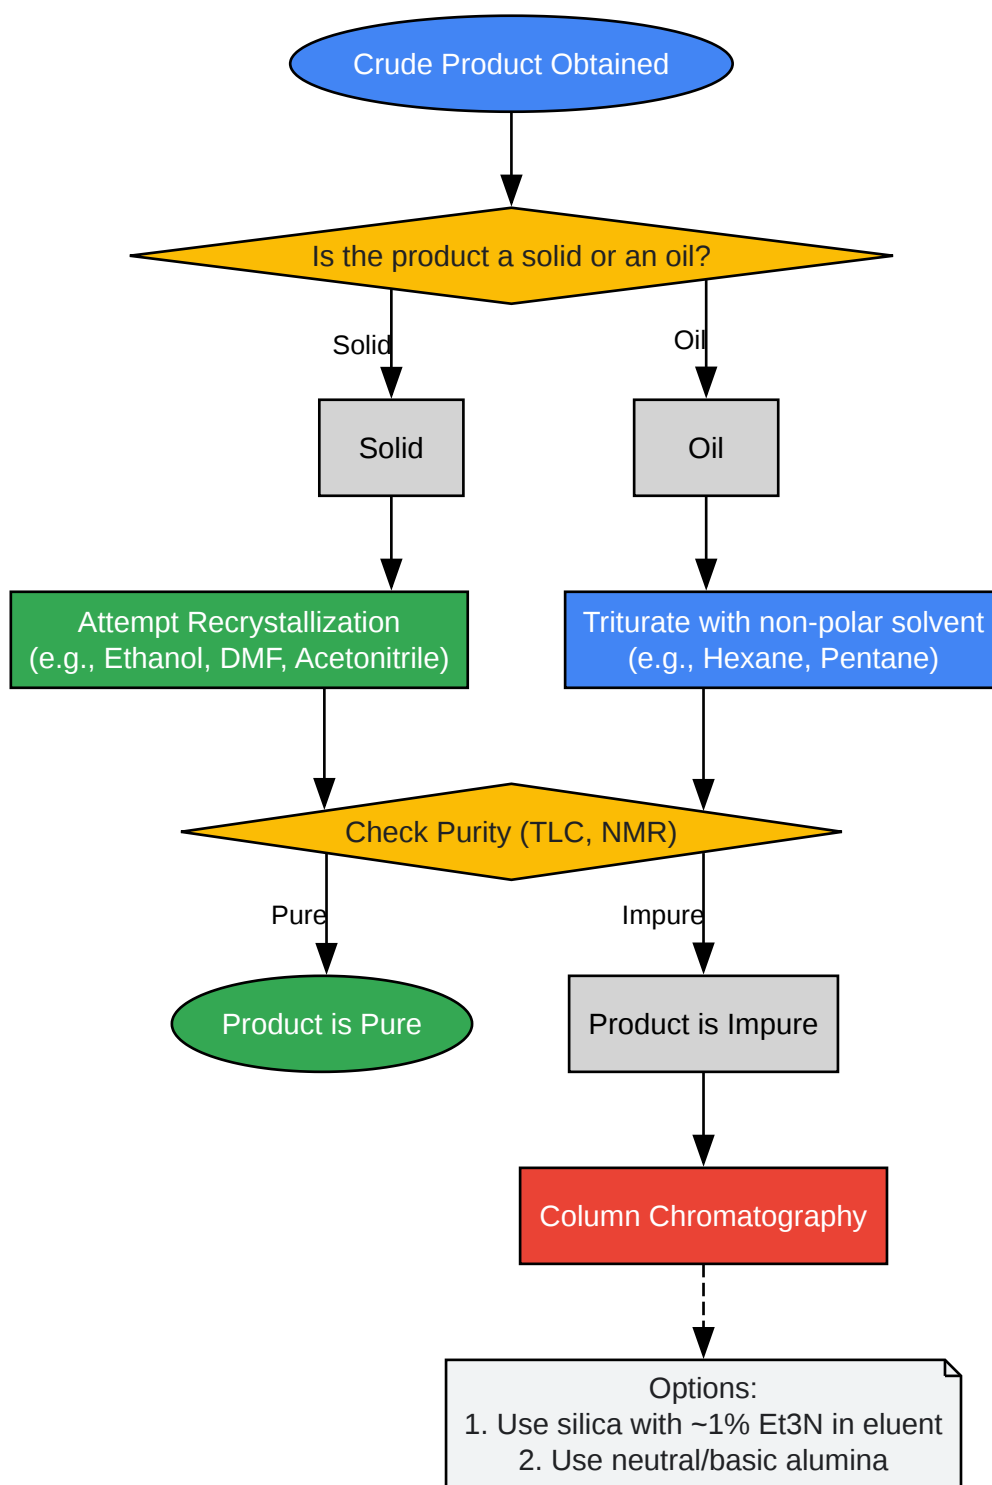 Crude Product Obtained
Is the product a solid or an oil?
Solid
Oil
Solid
Oil
Attempt Recrystallization
(e.g., Ethanol, DMF, Acetonitrile)
Triturate with non-polar solvent
(e.g., Hexane, Pentane)
Check Purity (TLC, NMR)
Pure
Impure
Product is Pure
Product is Impure
Column Chromatography
Options:
1. Use silica with ~1% Et3N in eluent
2. Use neutral/basic alumina